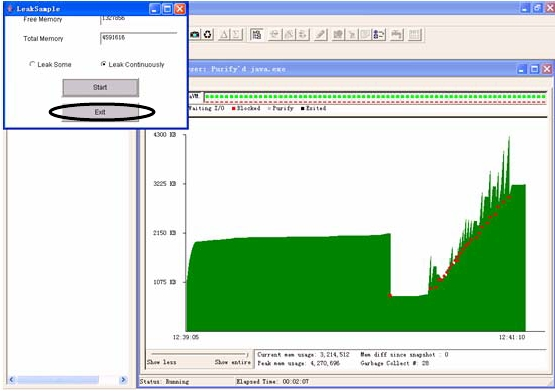 LeakSample
Free Memory 1327856
Total Memory 4591616
Leak Some Leak Continuously
Start
Exit
Purify'd java.exe
Waiting I/O Blocked Purify Exited
4300 KB
3225 KB
2150 KB
1075 KB
12:39:05 12:41:10
Show less Show entire
Current mem usage: 3,214,512 Mem diff since snapshot : 0
Peak mem usage: 4,270,696 Garbage Collect #: 28
Status: Running Elapsed Time: 00:02:07